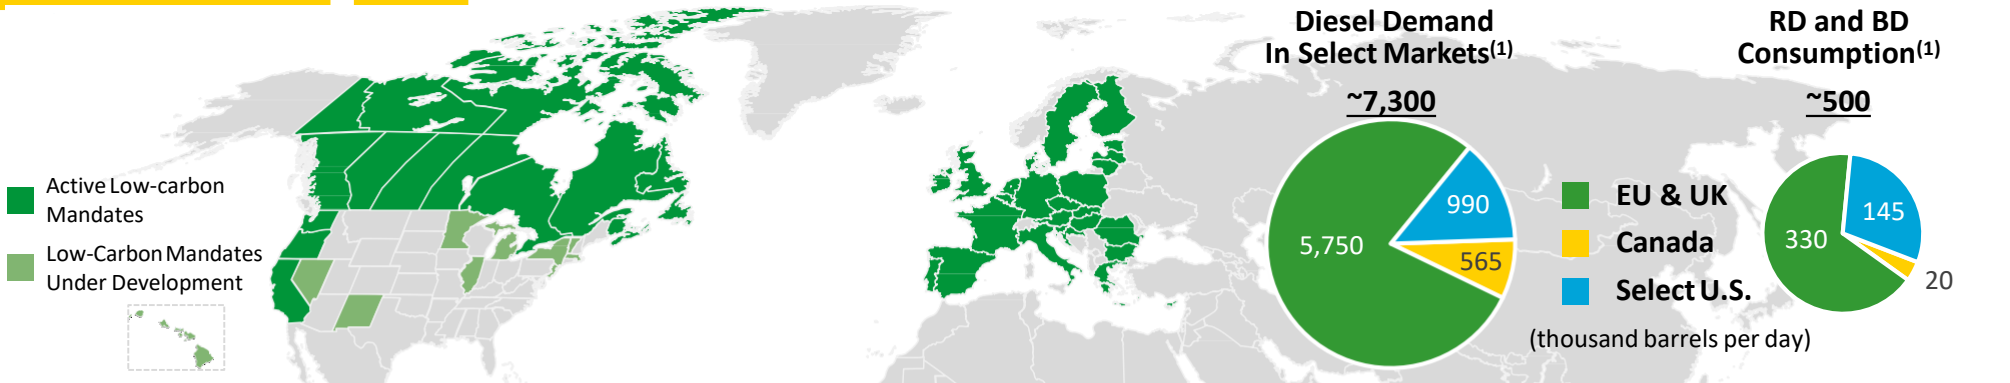 Diesel Demand
In Select Markets(1)
~7,300
RD and BD
Consumption(1)
~500
Active Low-carbon
Mandates
Low-Carbon Mandates
Under Development
990
5,750
565
EU & UK
Canada
Select U.S.
(thousand barrels per day)
145
330
20